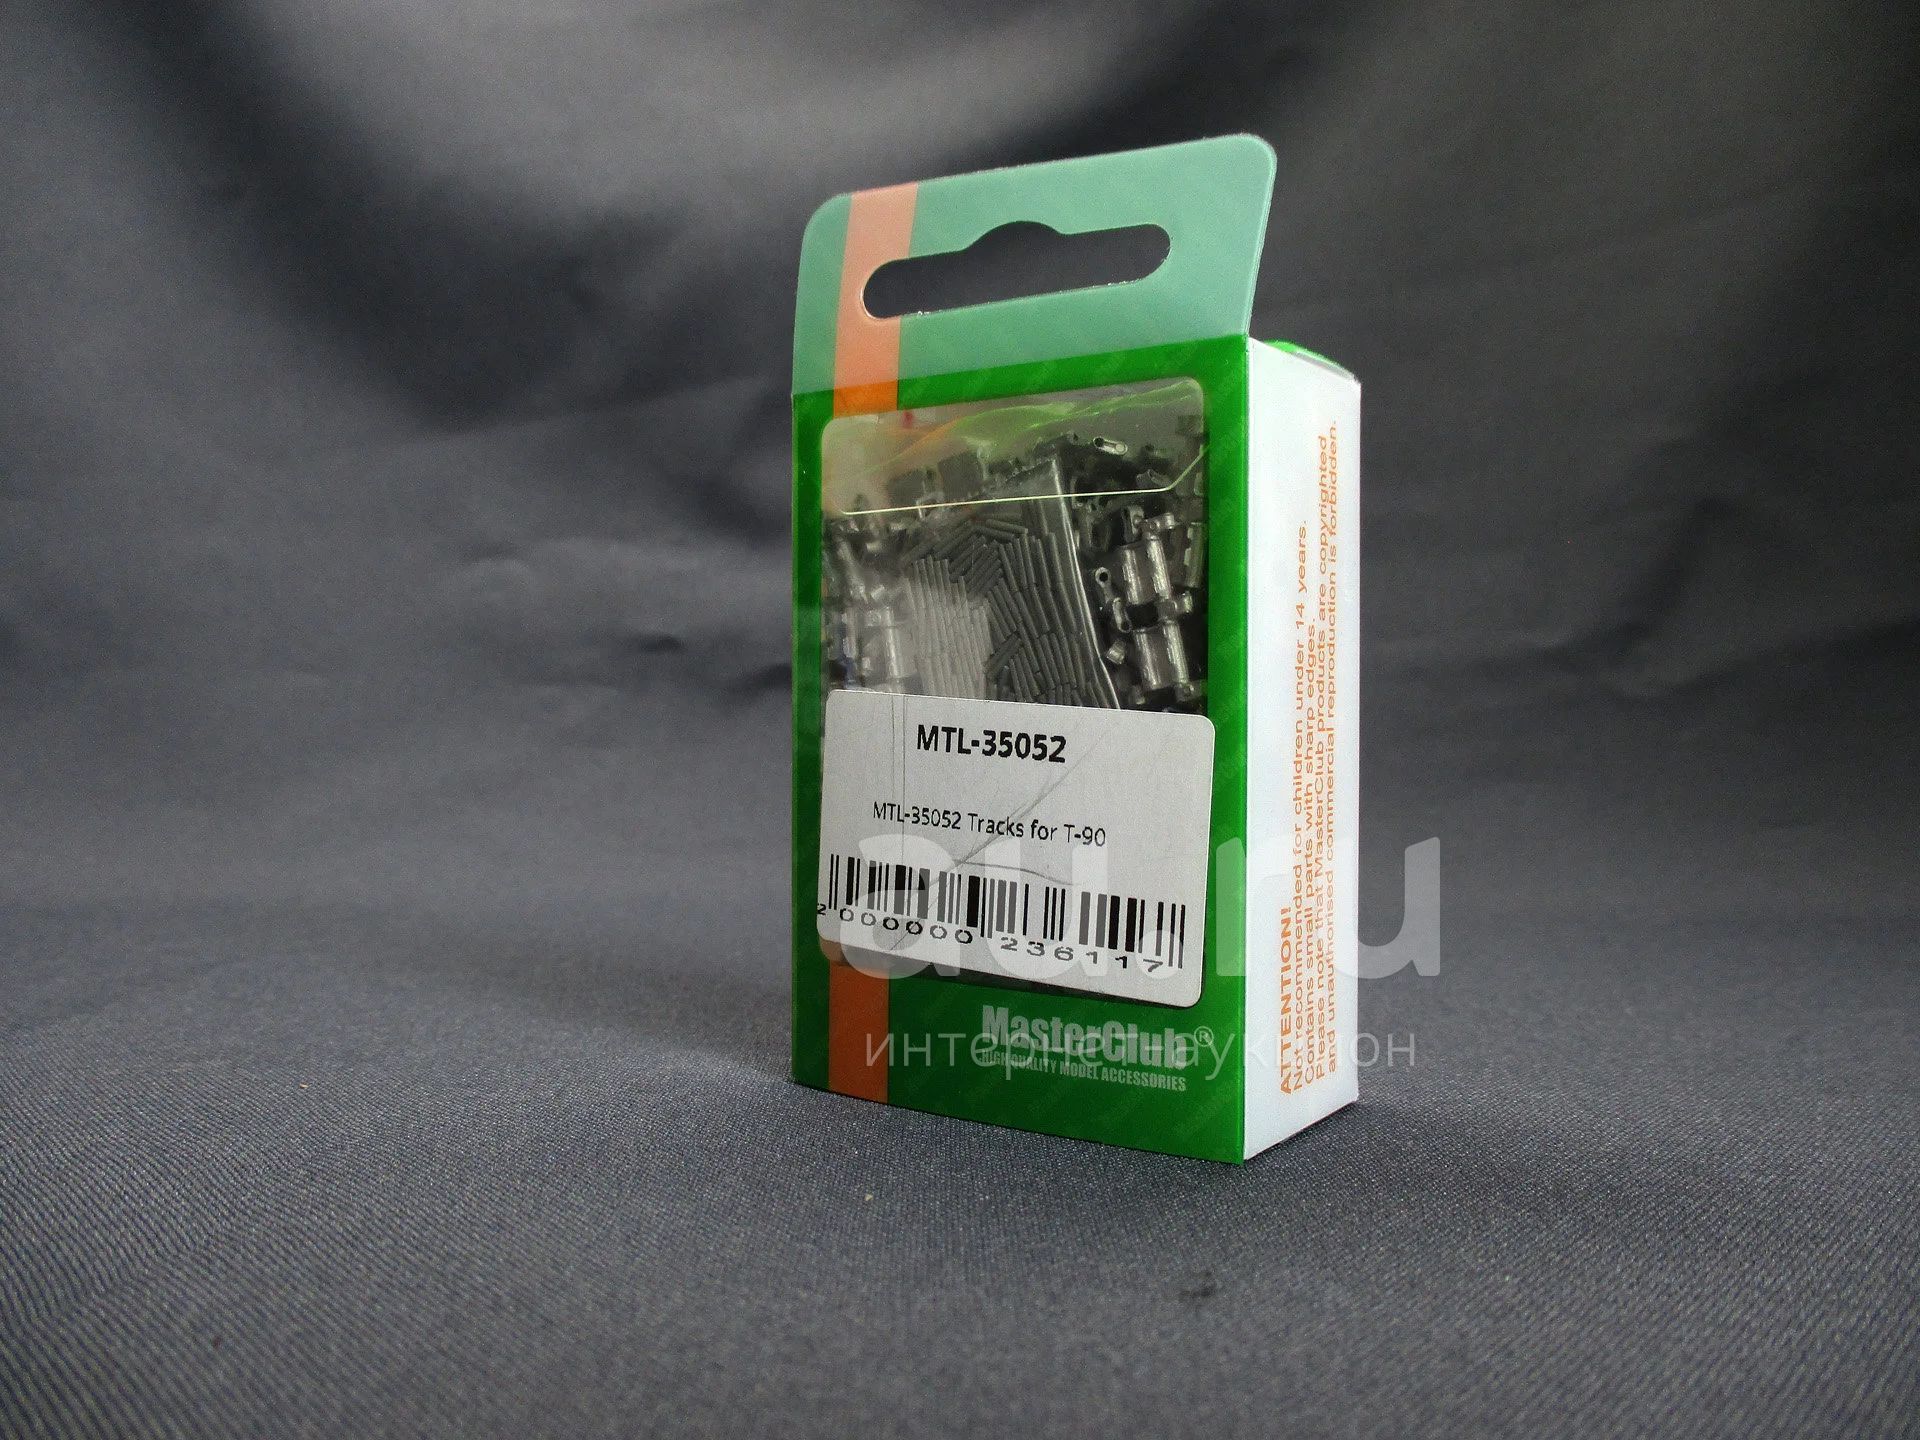 MTL-35052
MTL-35052 Tracks for T-90
2 000000 236117
au.ru
интернет-аукцион
MasterClub®
HIGH QUALITY MODEL ACCESSORIES
ATTENTION!
Not recommended for children under 14 years.
Contains small parts with sharp edges.
Please note that MasterClub products are copyrighted
and unauthorised commercial reproduction is forbidden.